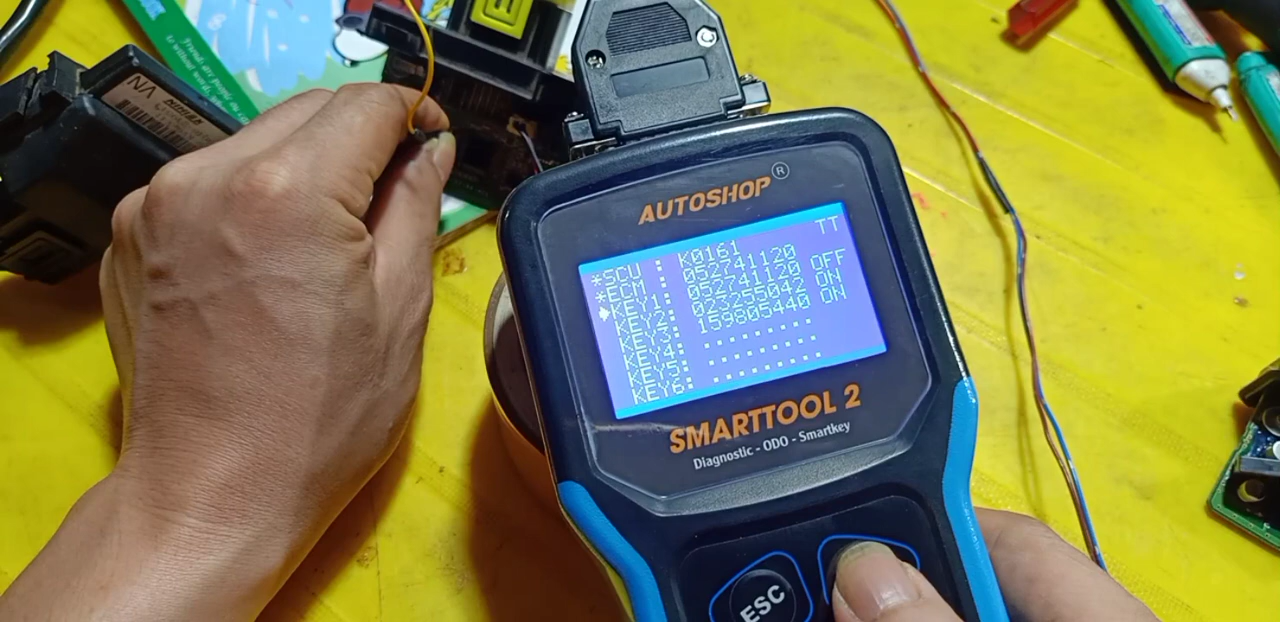 AUTOSHOP ®
*SCU : K0161 TT
*ECM : 052741120
KEY1: 052741120 OFF
KEY2: 023255042 ON
KEY3: 159805440 ON
KEY4: .........
KEY5: .........
KEY6: .........
SMARTTOOL 2
Diagnostic - ODO - Smartkey
ESC